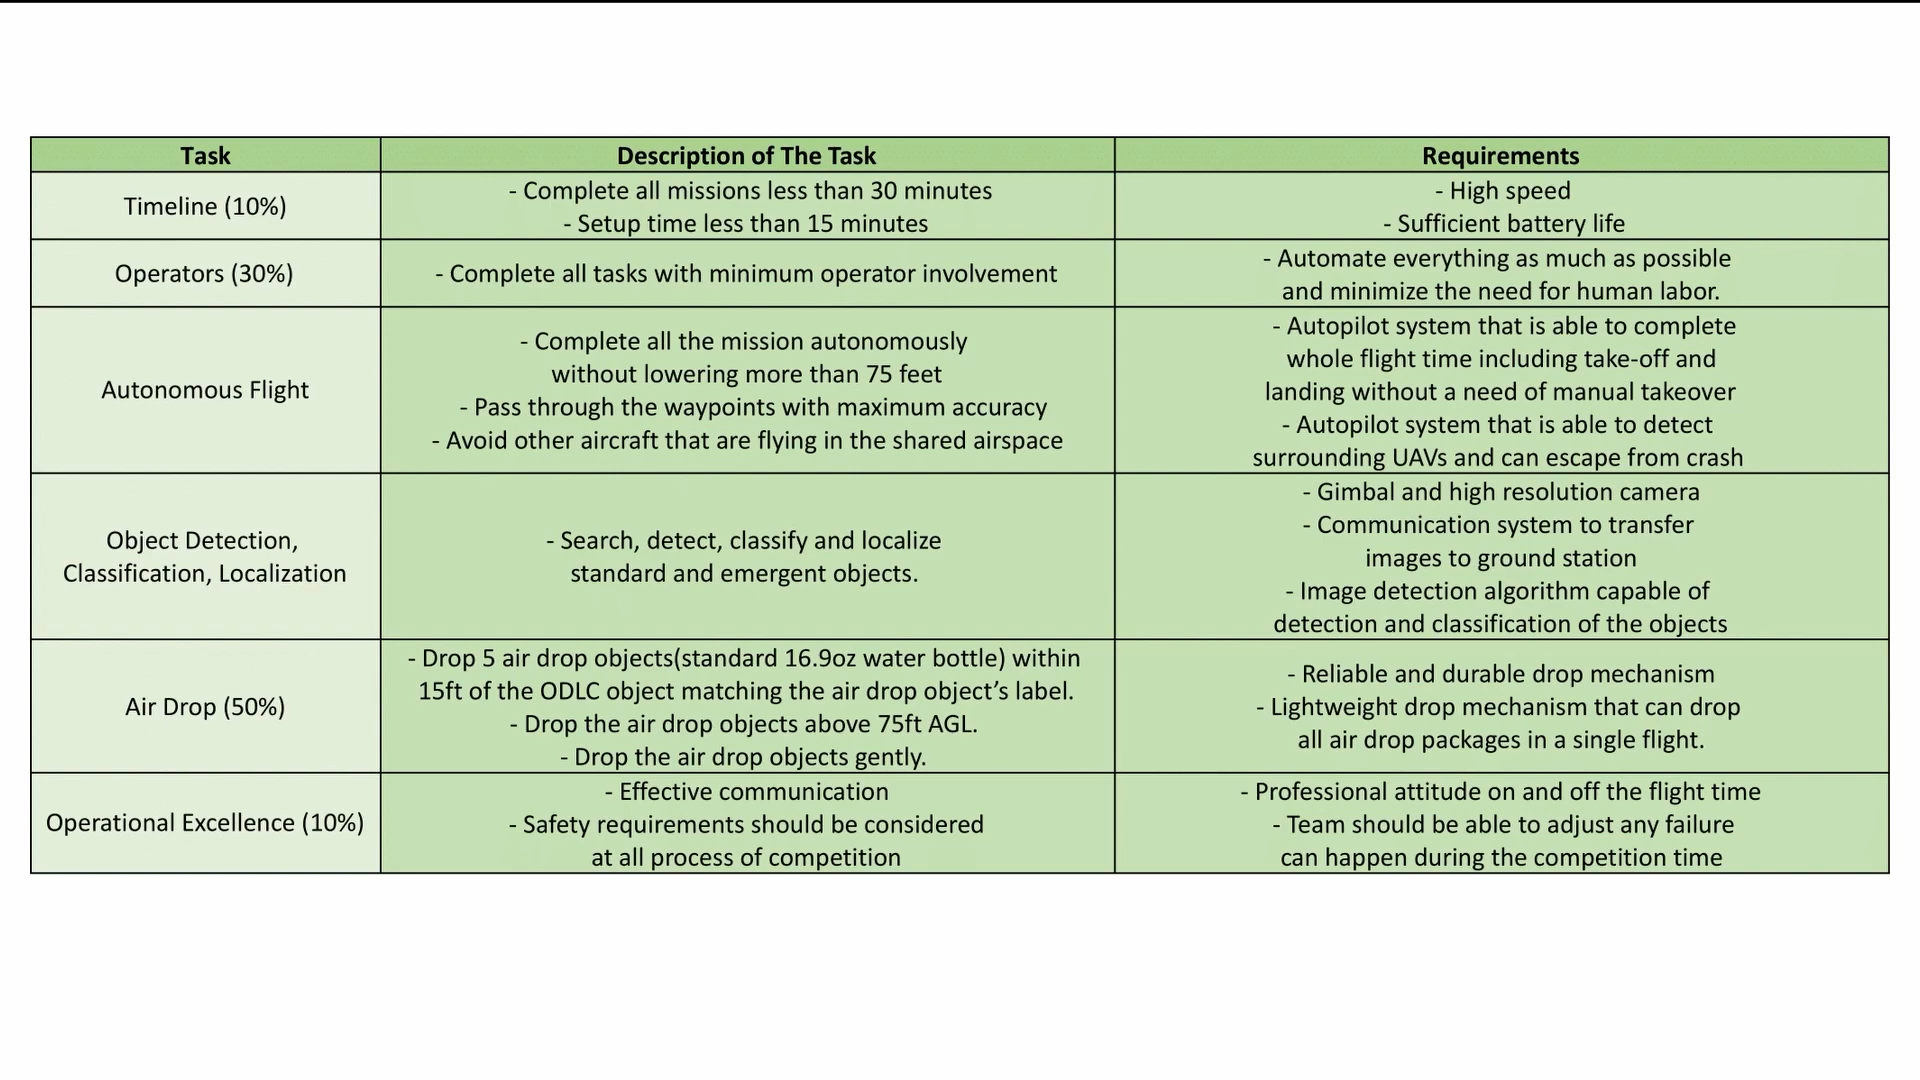 Task
Description of The Task
Requirements
Timeline (10%)
- Complete all missions less than 30 minutes
- Setup time less than 15 minutes
- High speed
- Sufficient battery life
Operators (30%)
- Complete all tasks with minimum operator involvement
- Automate everything as much as possible
and minimize the need for human labor.
Autonomous Flight
- Complete all the mission autonomously
without lowering more than 75 feet
- Pass through the waypoints with maximum accuracy
- Avoid other aircraft that are flying in the shared airspace
- Autopilot system that is able to complete
whole flight time including take-off and
landing without a need of manual takeover
- Autopilot system that is able to detect
surrounding UAVs and can escape from crash
Object Detection,
Classification, Localization
- Search, detect, classify and localize
standard and emergent objects.
- Gimbal and high resolution camera
- Communication system to transfer
images to ground station
- Image detection algorithm capable of
detection and classification of the objects
Air Drop (50%)
- Drop 5 air drop objects(standard 16.9oz water bottle) within
15ft of the ODLC object matching the air drop object’s label.
- Drop the air drop objects above 75ft AGL.
- Drop the air drop objects gently.
- Reliable and durable drop mechanism
- Lightweight drop mechanism that can drop
all air drop packages in a single flight.
Operational Excellence (10%)
- Effective communication
- Safety requirements should be considered
at all process of competition
- Professional attitude on and off the flight time
- Team should be able to adjust any failure
can happen during the competition time